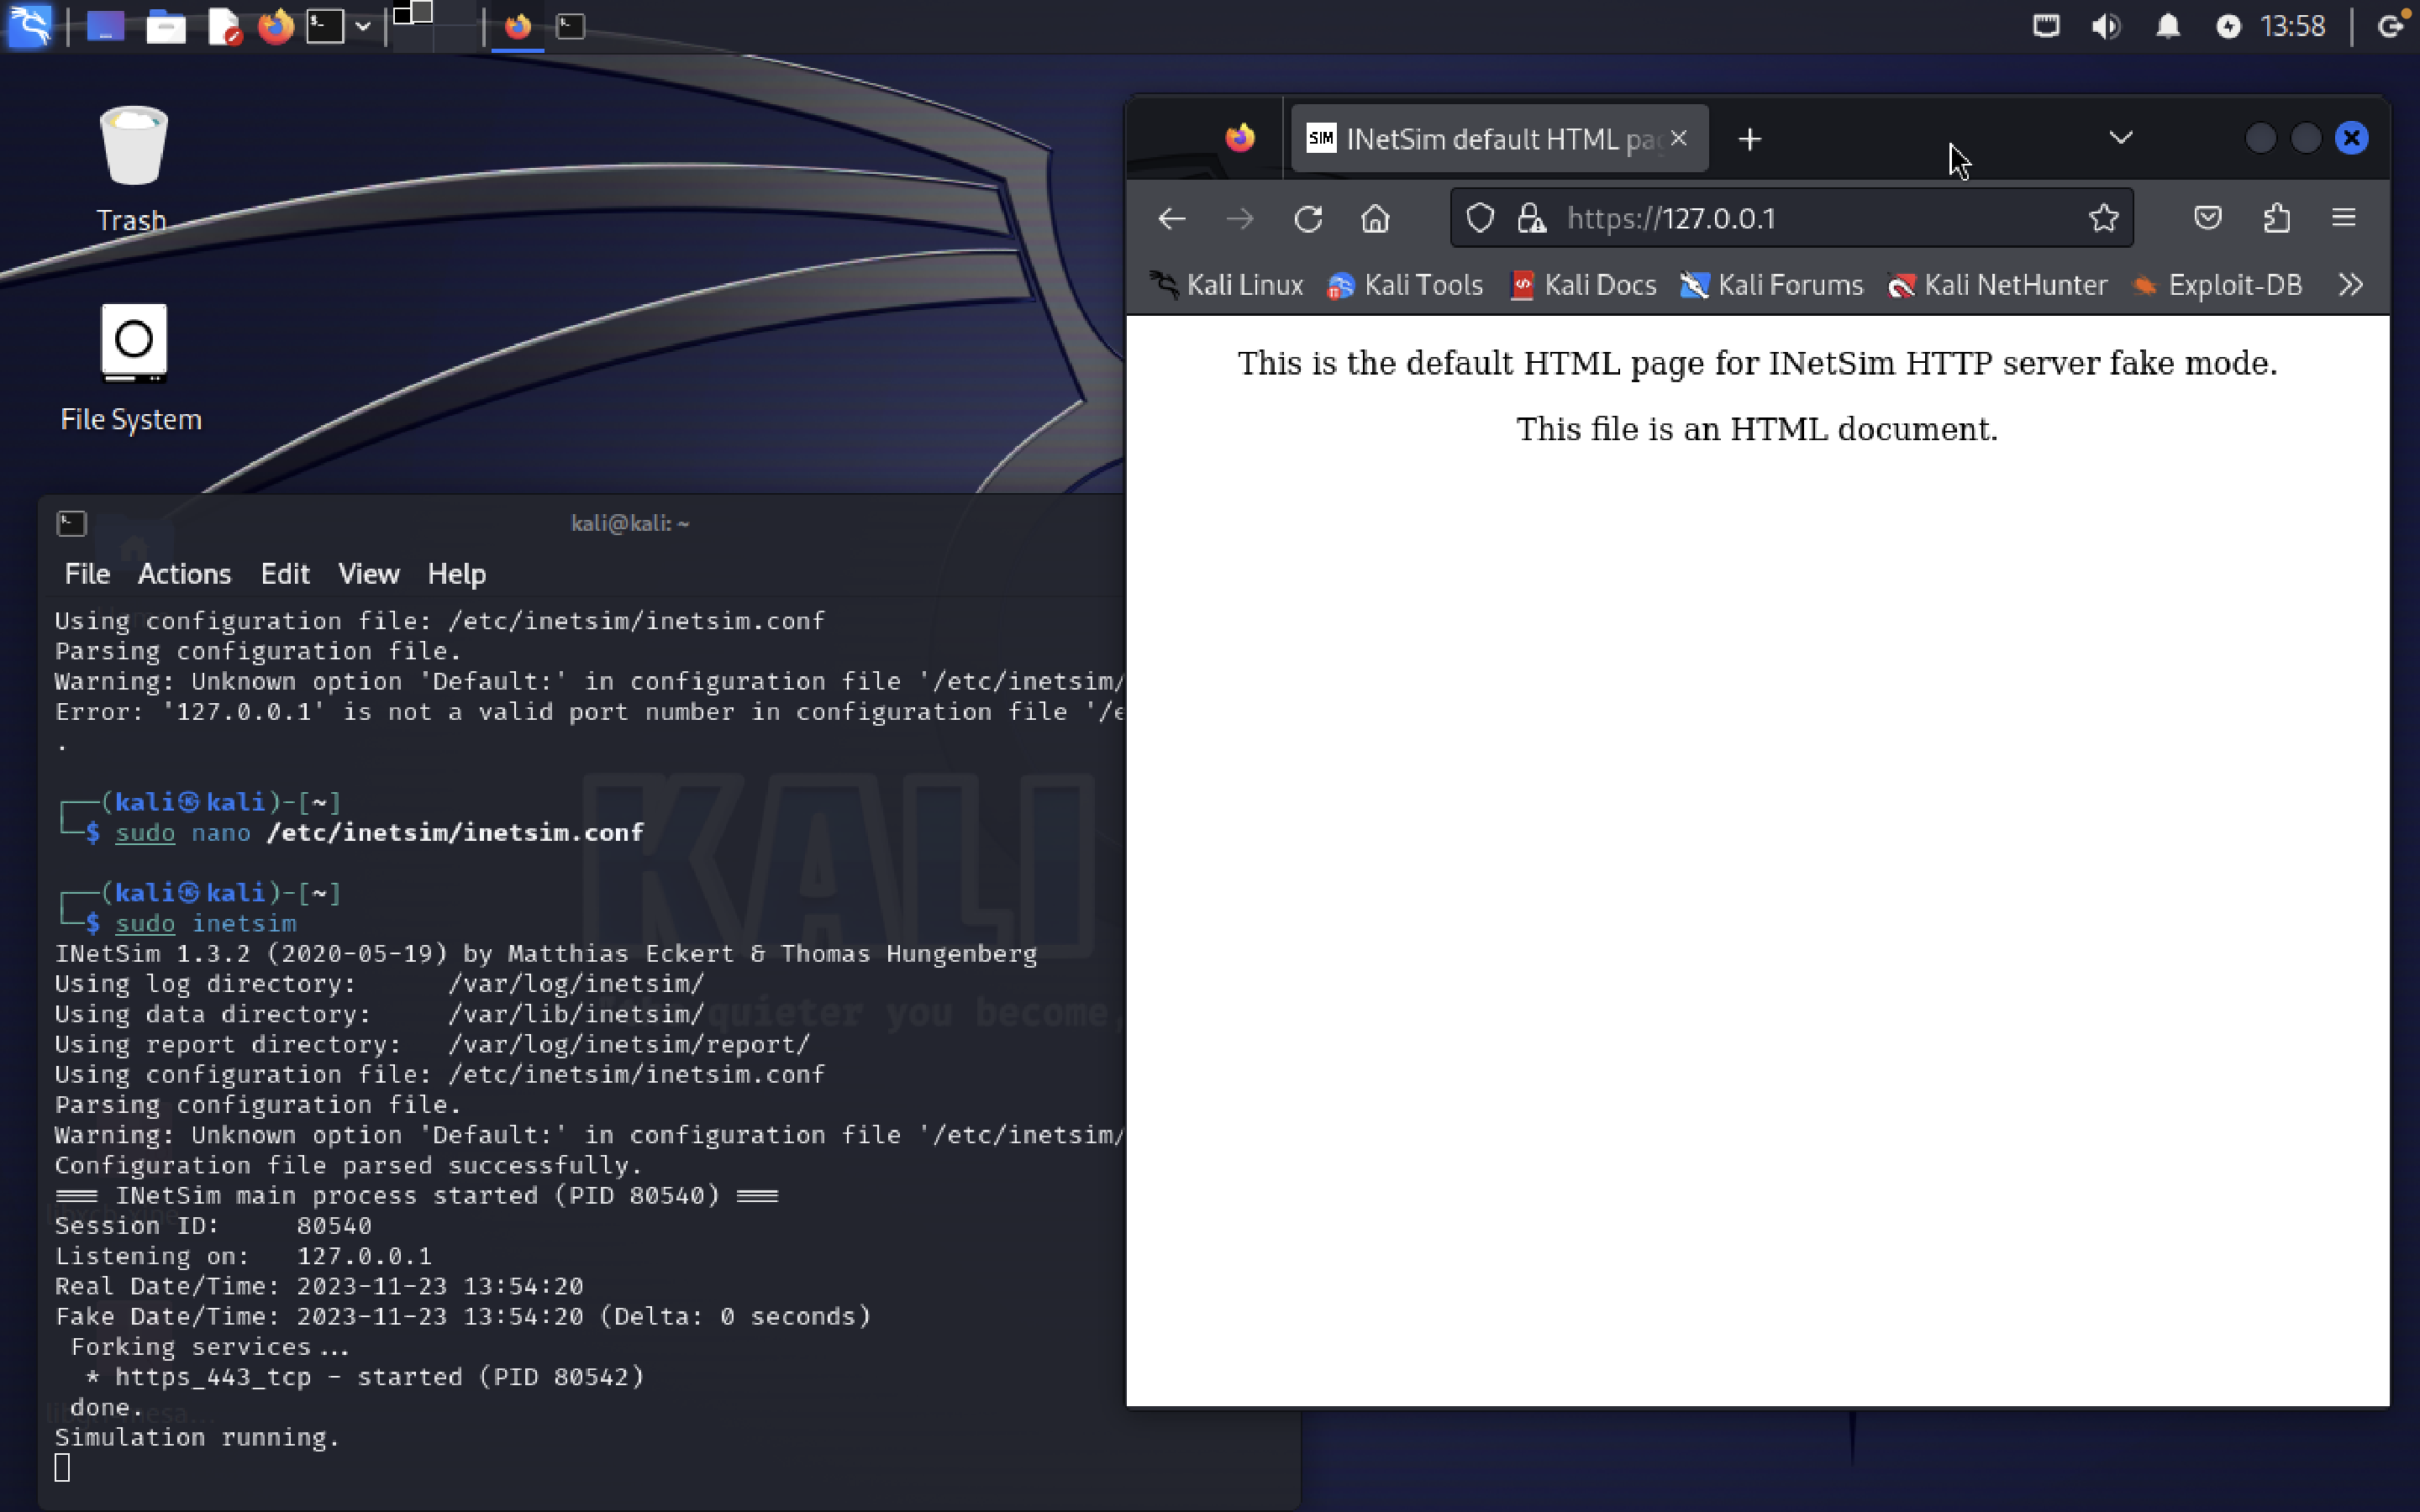 13:58
Trash
File System
SIM INetSim default HTML pag
https://127.0.0.1
Kali Linux Kali Tools Kali Docs Kali Forums Kali NetHunter Exploit-DB
This is the default HTML page for INetSim HTTP server fake mode.
This file is an HTML document.
kali@kali: ~
File Actions Edit View Help
Using configuration file: /etc/inetsim/inetsim.conf
Parsing configuration file.
Warning: Unknown option 'Default:' in configuration file '/etc/inetsim/
Error: '127.0.0.1' is not a valid port number in configuration file '/e
.
┌──(kali㉿kali)-[~]
└─$ sudo nano /etc/inetsim/inetsim.conf
┌──(kali㉿kali)-[~]
└─$ sudo inetsim
INetSim 1.3.2 (2020-05-19) by Matthias Eckert & Thomas Hungenberg
Using log directory: /var/log/inetsim/
Using data directory: /var/lib/inetsim/
Using report directory: /var/log/inetsim/report/
Using configuration file: /etc/inetsim/inetsim.conf
Parsing configuration file.
Warning: Unknown option 'Default:' in configuration file '/etc/inetsim/
Configuration file parsed successfully.
=== INetSim main process started (PID 80540) ===
Session ID: 80540
Listening on: 127.0.0.1
Real Date/Time: 2023-11-23 13:54:20
Fake Date/Time: 2023-11-23 13:54:20 (Delta: 0 seconds)
Forking services...
* https_443_tcp - started (PID 80542)
done.
Simulation running.
KALI
quieter you become,